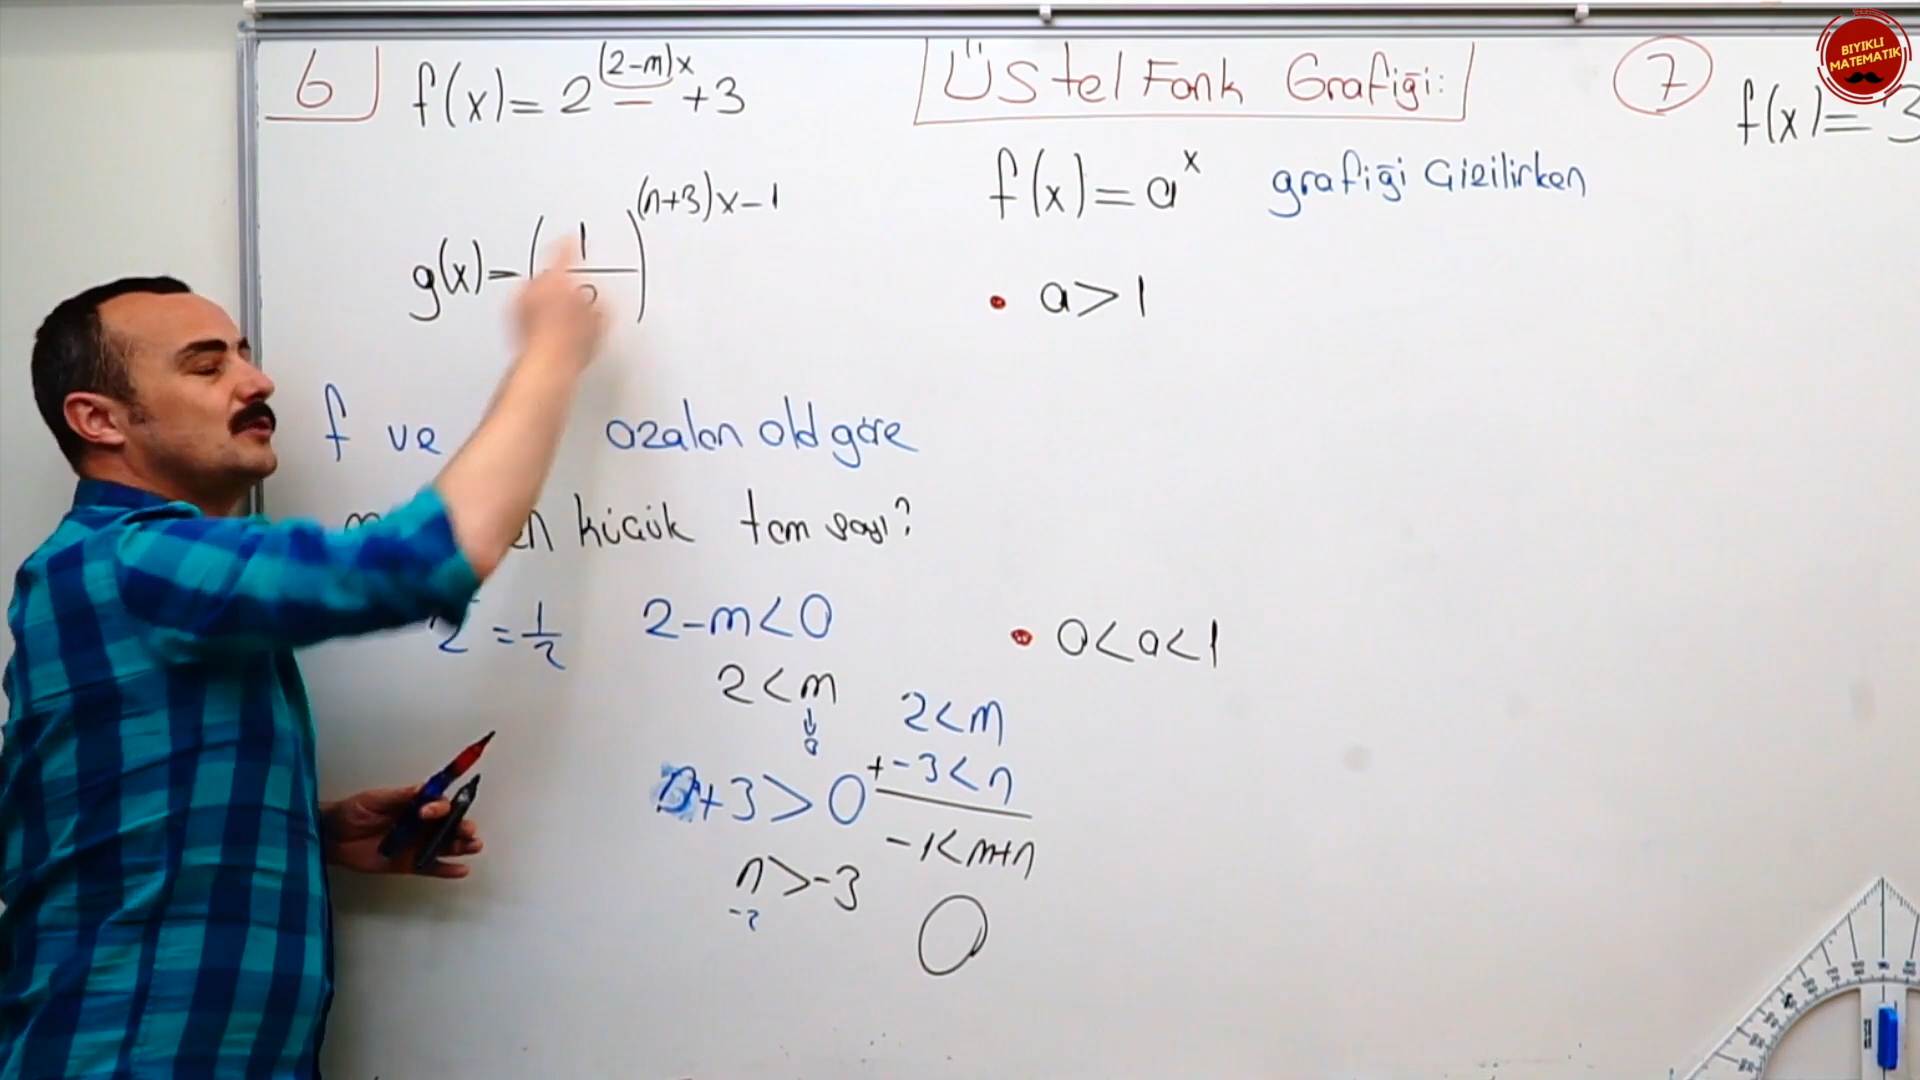 6
f(x)=2^{(2-m)x}+3
g(x)=(1/)^{(n+3)x-1}
f ve azalan old göre
küçük tam sayı?
=1/2
2-m<0
2<m
n+3>0
n>-3
-2
2<m
+ -3<n
-1<m+n
0
Üstel Fonk Grafiği:
f(x)=a^x grafiği Çizilirken
• a>1
• 0<a<1
7
f(x)=3
BIYIKLI
MATEMATİK